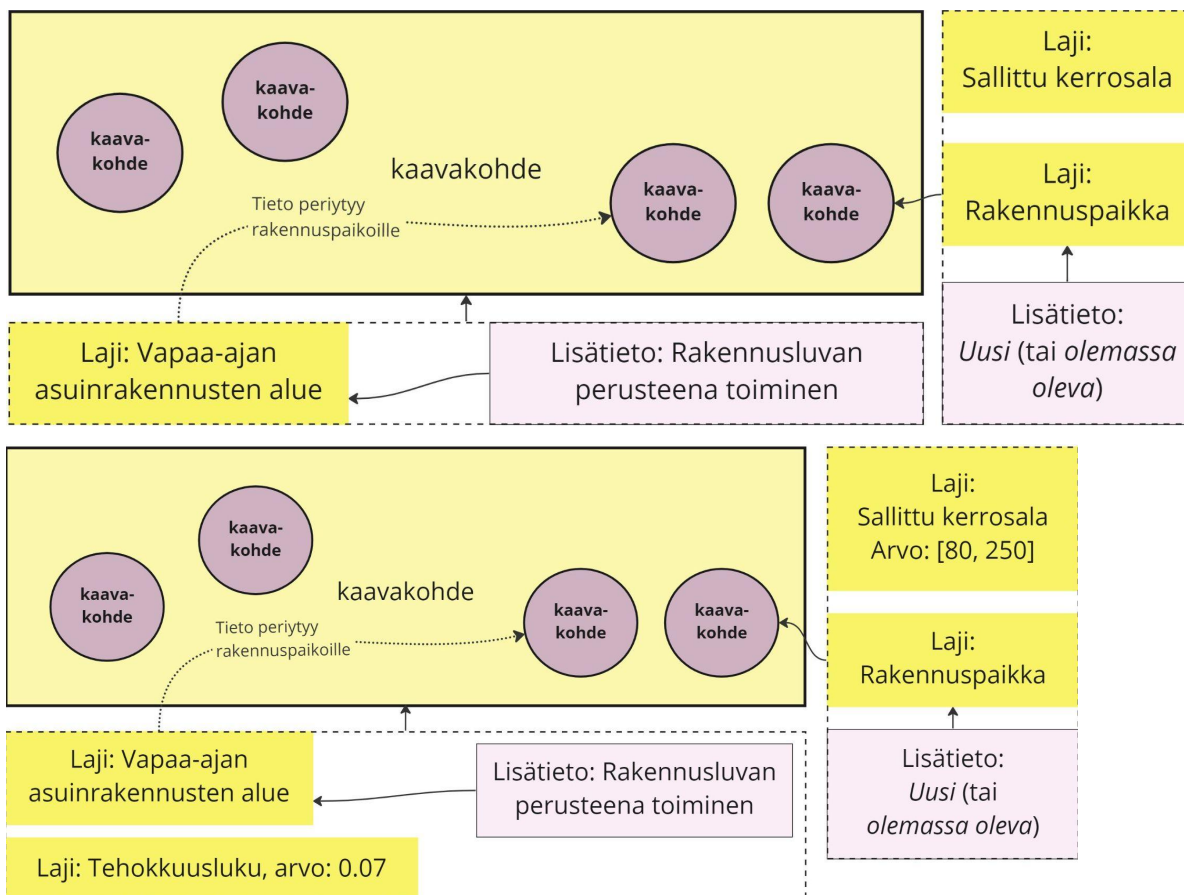 kaava-
kohde
kaava-
kohde
kaavakohde
Tieto periytyy
rakennuspaikoille
kaava-
kohde
kaava-
kohde
Laji:
Sallittu kerrosala
Laji:
Rakennuspaikka
Lisätieto:
Uusi (tai olemassa
oleva)
Laji: Vapaa-ajan
asuinrakennusten alue
Lisätieto: Rakennusluvan
perusteena toiminen
kaava-
kohde
kaava-
kohde
kaavakohde
Tieto periytyy
rakennuspaikoille
kaava-
kohde
kaava-
kohde
Laji:
Sallittu kerrosala
Arvo: [80, 250]
Laji:
Rakennuspaikka
Lisätieto:
Uusi (tai
olemassa oleva)
Laji: Vapaa-ajan
asuinrakennusten alue
Lisätieto: Rakennusluvan
perusteena toiminen
Laji: Tehokkuusluku, arvo: 0.07